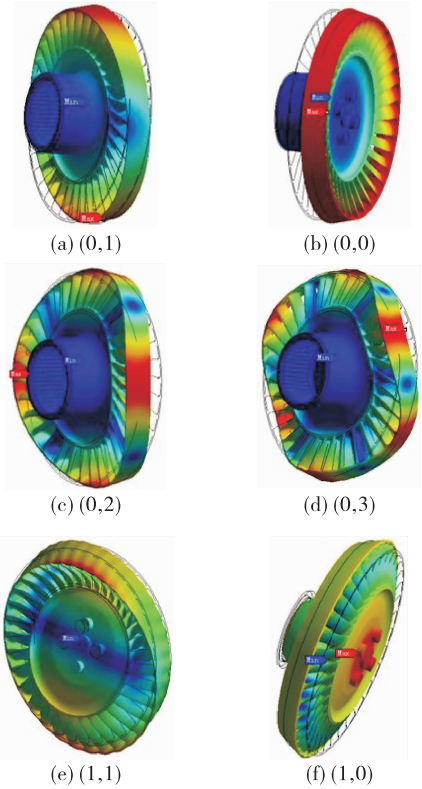 Min
Max
(a) (0,1)
Min
Max
(b) (0,0)
Min
Max
(c) (0,2)
Max
Min
(d) (0,3)
Min
(e) (1,1)
Max
Min
(f) (1,0)